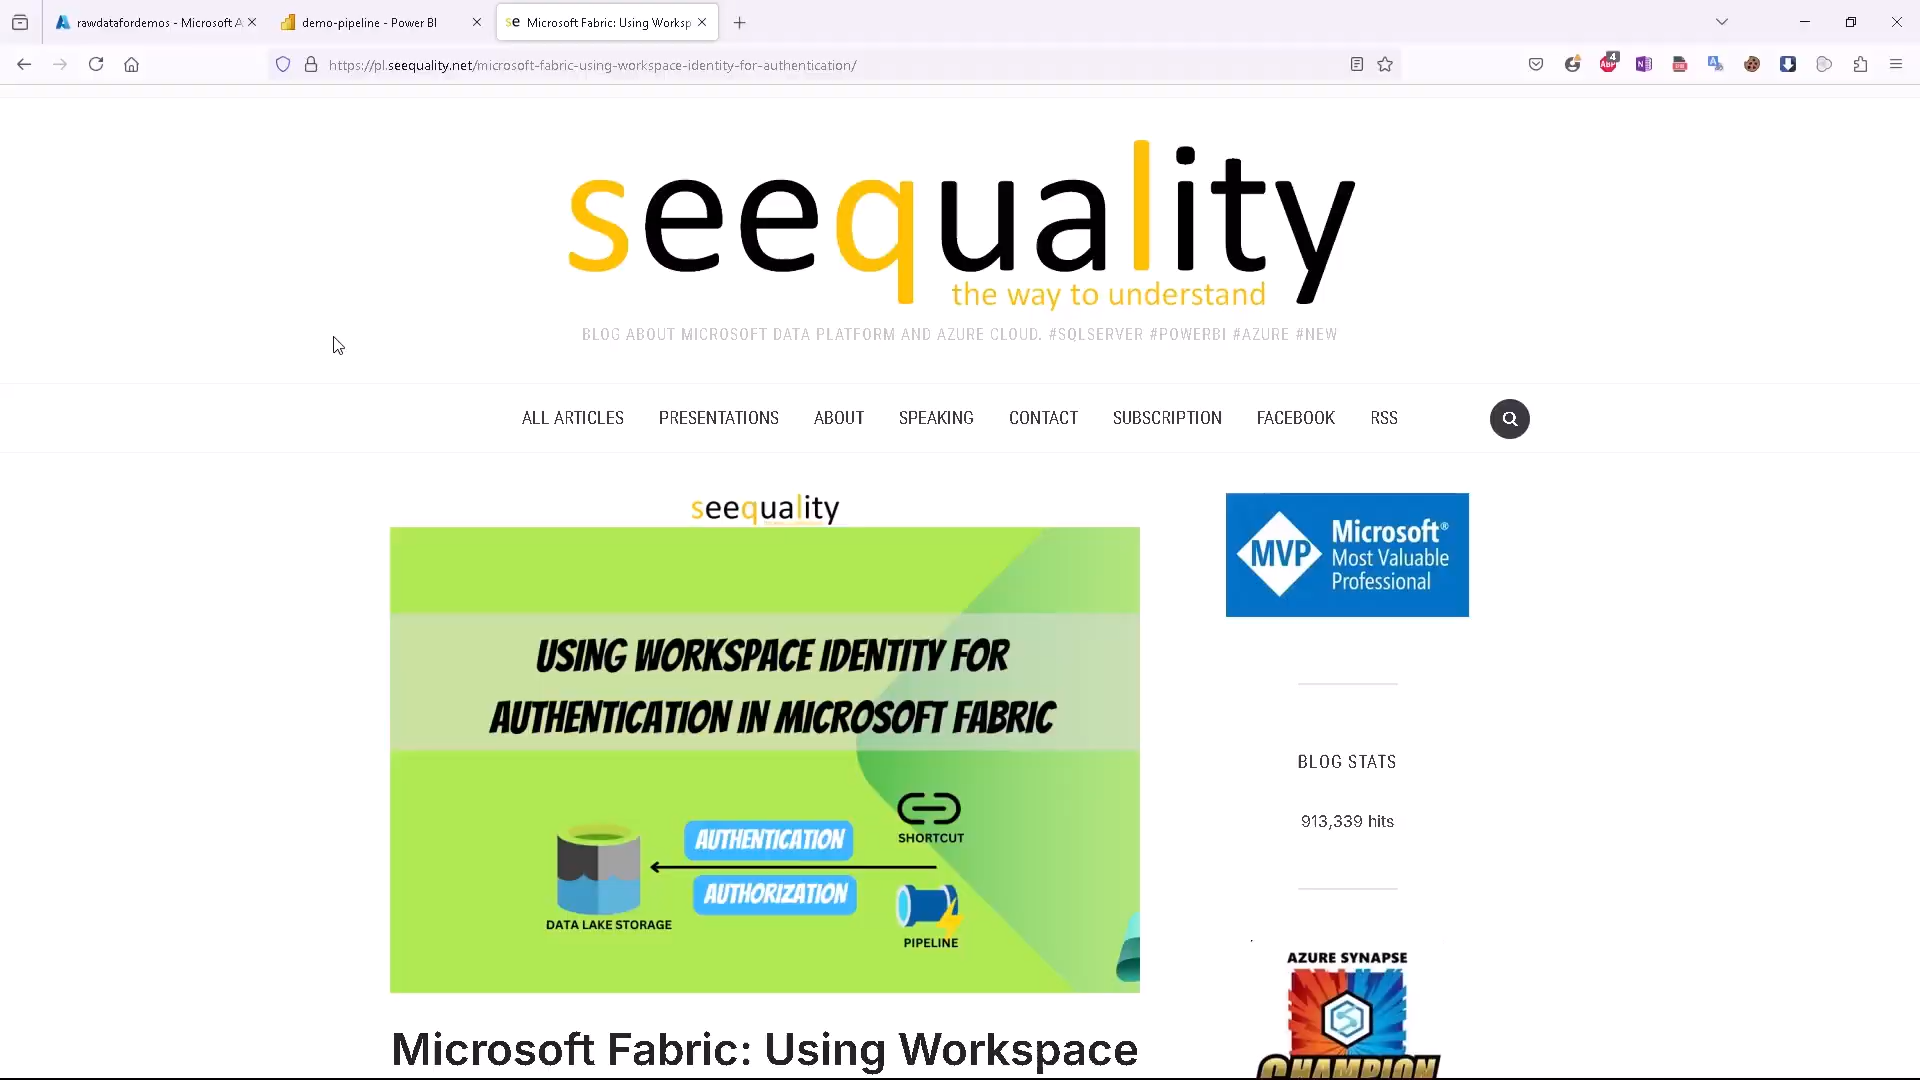 rawdatafordemos - Microsoft A
demo-pipeline - Power BI
se Microsoft Fabric: Using Worksp
https://pl.seequality.net/microsoft-fabric-using-workspace-identity-for-authentication/
4
ABP
seequality
the way to understand
BLOG ABOUT MICROSOFT DATA PLATFORM AND AZURE CLOUD. #SQLSERVER #POWERBI #AZURE #NEW
ALL ARTICLES PRESENTATIONS ABOUT SPEAKING CONTACT SUBSCRIPTION FACEBOOK RSS
seequality
USING WORKSPACE IDENTITY FOR
AUTHENTICATION IN MICROSOFT FABRIC
AUTHENTICATION
AUTHORIZATION
SHORTCUT
DATA LAKE STORAGE
PIPELINE
Microsoft Fabric: Using Workspace
MVP
Microsoft®
Most Valuable
Professional
BLOG STATS
913,339 hits
AZURE SYNAPSE
CHAMPION